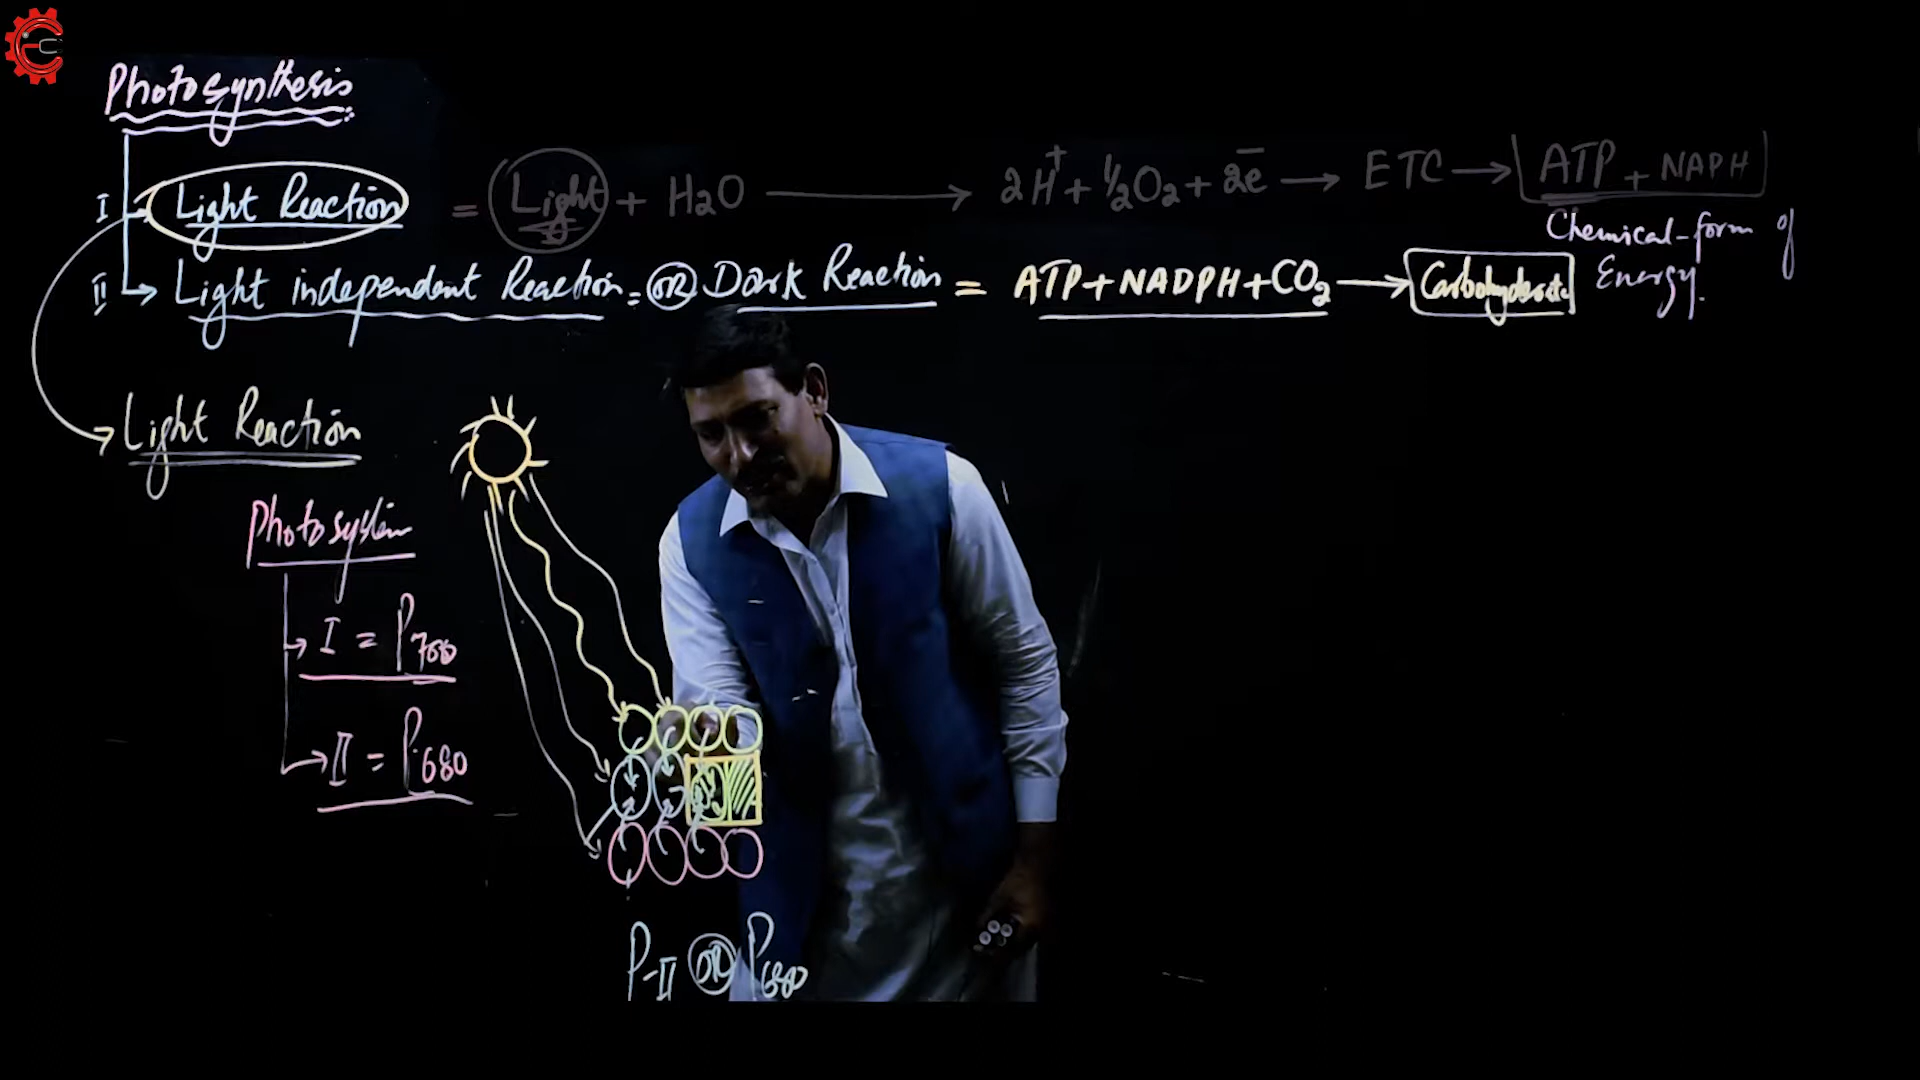 Photosynthesis
I Light Reaction = Light + H2O → 2H⁺ + ½O₂ + 2e⁻ → ETC → ATP + NAPH
Chemical-form of
Energy.
II → Light independent Reaction = OR Dark Reaction = ATP+NADPH+CO₂ → Carbohydrate
→ Light Reaction
Photosystem
→ I = P700
→ II = P680
P-II OR P680